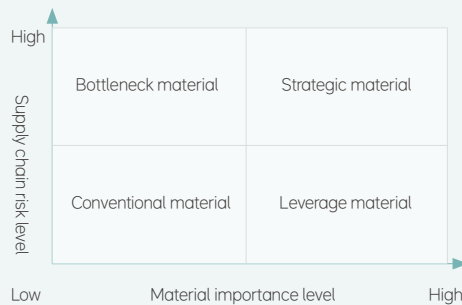 High
Bottleneck material
Strategic material
Supply chain risk level
Conventional material
Leverage material
Low
Material importance level
High